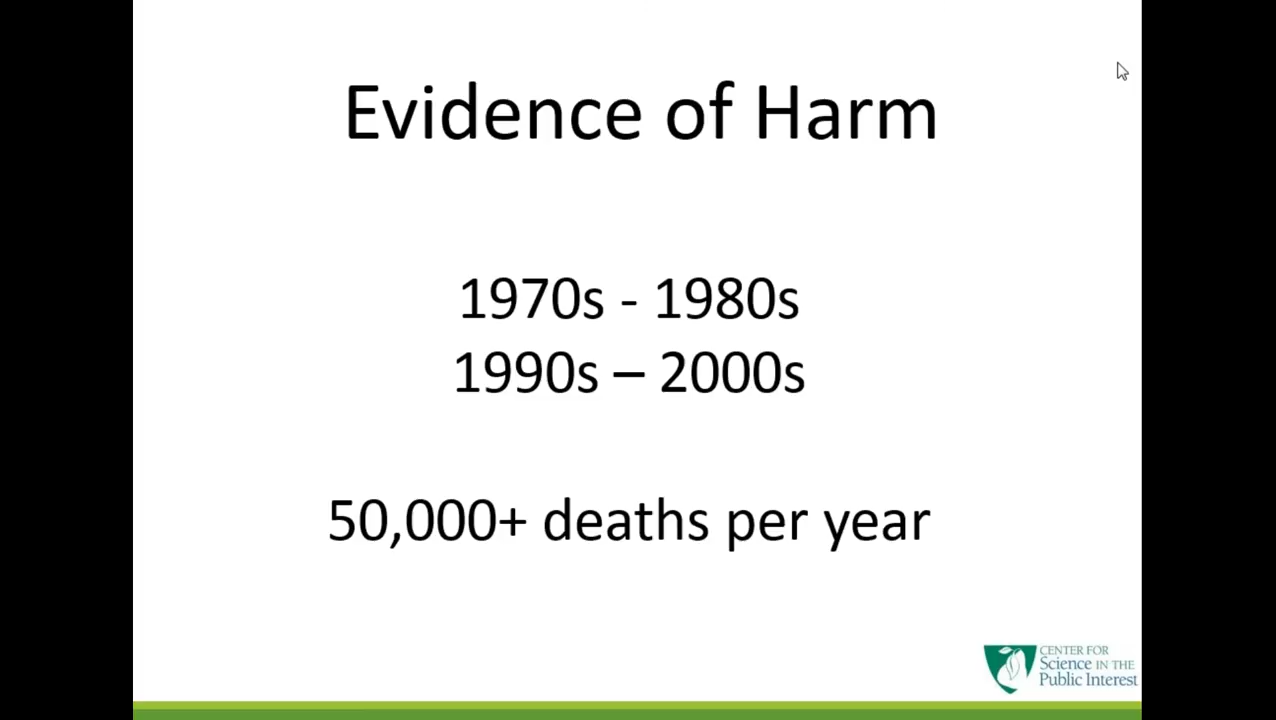 Evidence of Harm
1970s - 1980s
1990s – 2000s
50,000+ deaths per year
CENTER FOR
Science IN THE
Public Interest